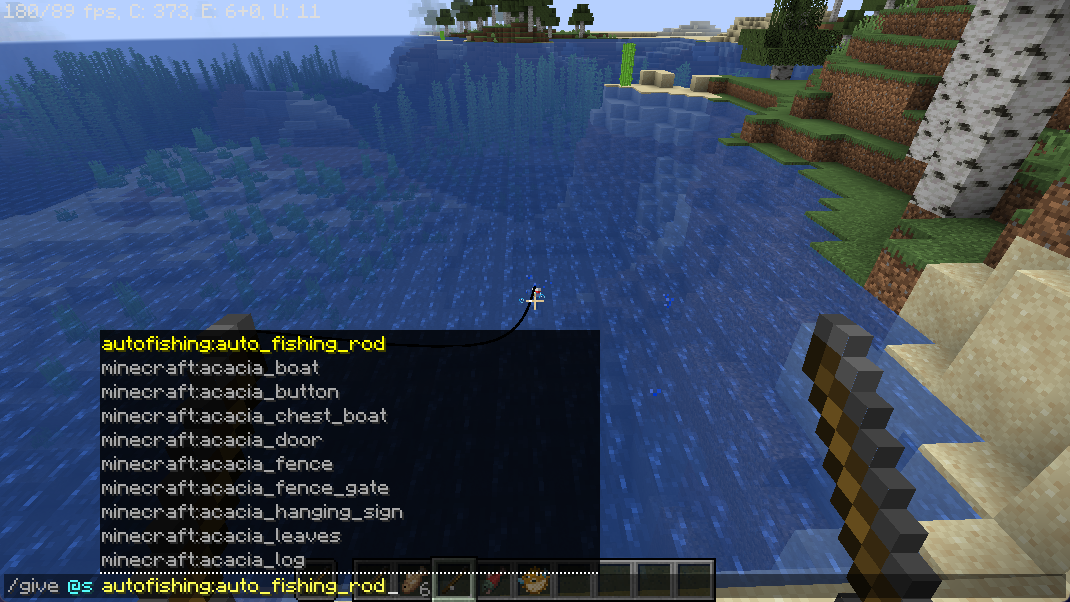 180/89 fps, C: 373, E: 6+0, U: 11
autofishing:auto_fishing_rod
minecraft:acacia_boat
minecraft:acacia_button
minecraft:acacia_chest_boat
minecraft:acacia_door
minecraft:acacia_fence
minecraft:acacia_fence_gate
minecraft:acacia_hanging_sign
minecraft:acacia_leaves
minecraft:acacia_log
6
/give @s autofishing:auto_fishing_rod_